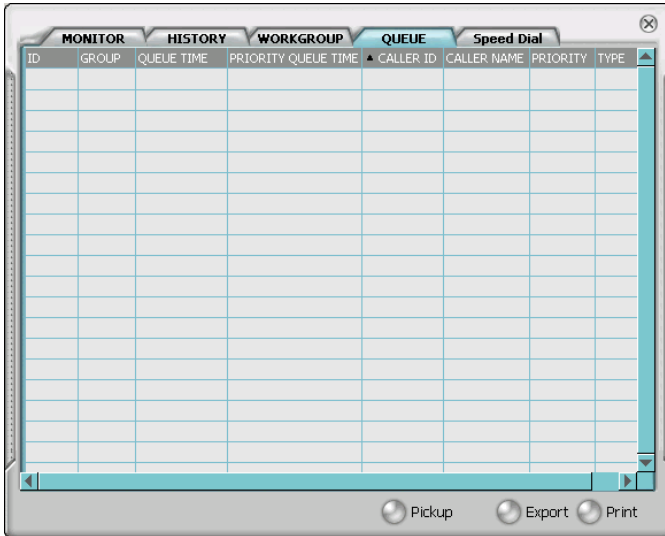 MONITOR HISTORY WORKGROUP QUEUE Speed Dial
ID GROUP QUEUE TIME PRIORITY QUEUE TIME CALLER ID CALLER NAME PRIORITY TYPE
Pickup Export Print